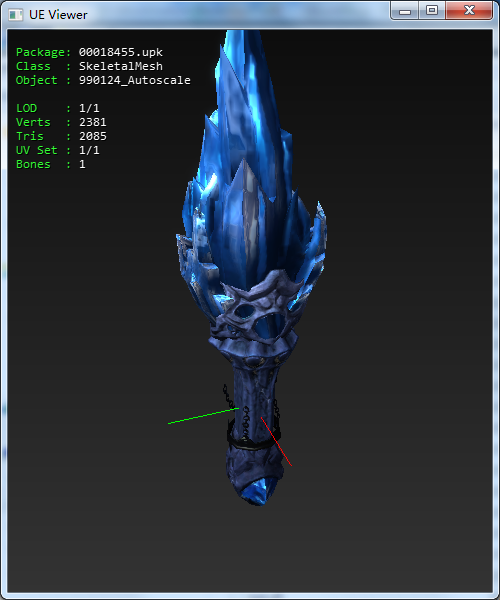 UE Viewer
Package: 00018455.upk
Class  : SkeletalMesh
Object : 990124_Autoscale
LOD    : 1/1
Verts  : 2381
Tris   : 2085
UV Set : 1/1
Bones  : 1